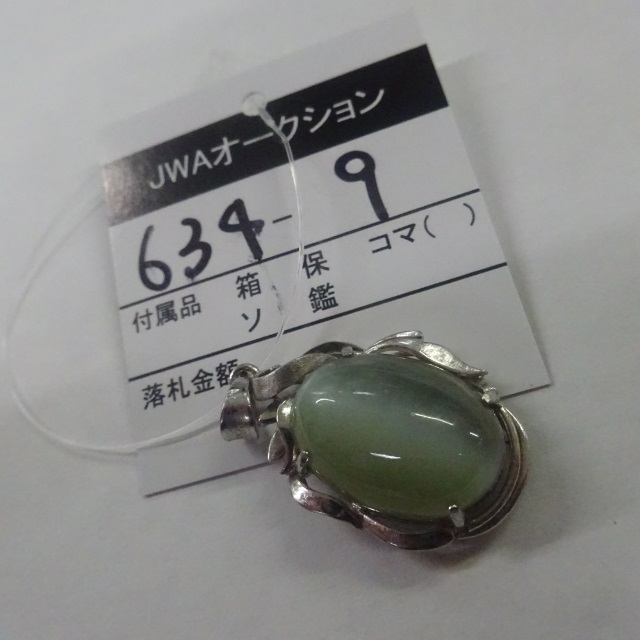 JWAオークション
634-9
付属品 箱 保 コマ( )
ソ 鑑
落札金額